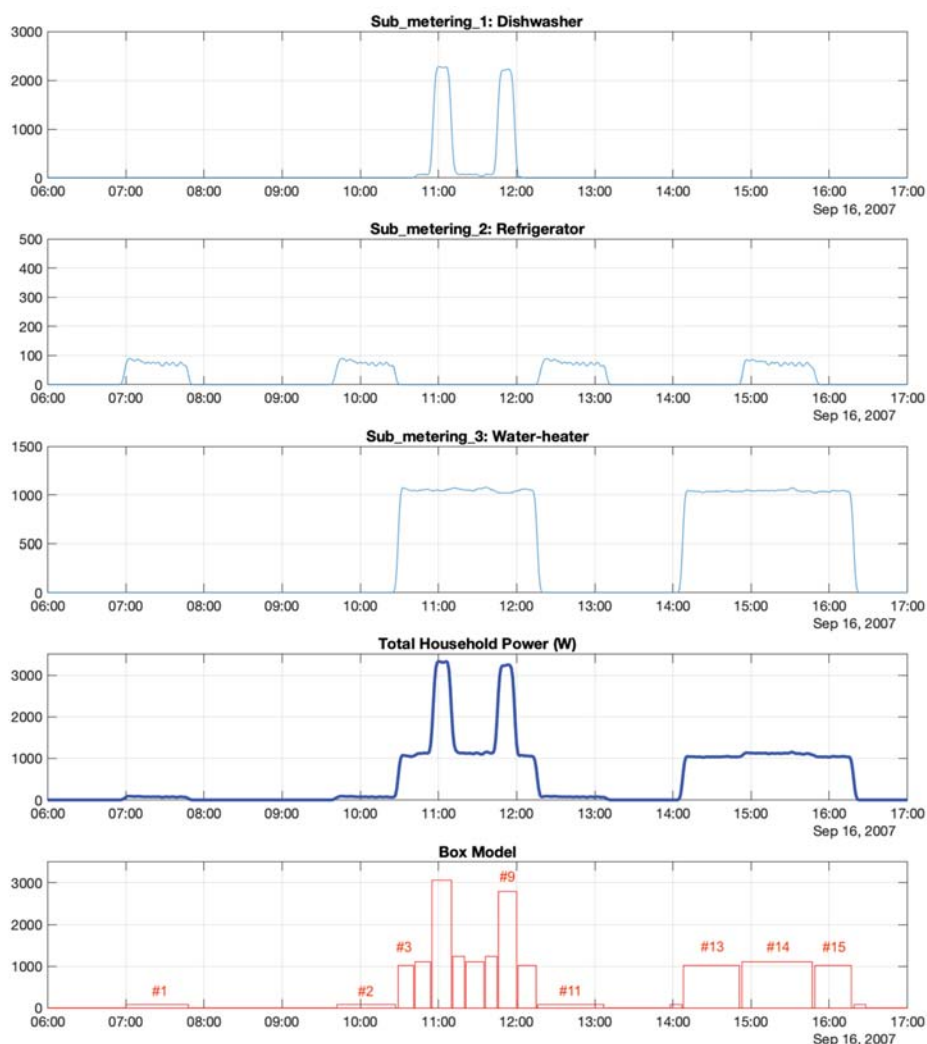 Sub_metering_1: Dishwasher
3000
2000
1000
0
06:00 07:00 08:00 09:00 10:00 11:00 12:00 13:00 14:00 15:00 16:00 17:00
Sep 16, 2007
Sub_metering_2: Refrigerator
500
400
300
200
100
0
06:00 07:00 08:00 09:00 10:00 11:00 12:00 13:00 14:00 15:00 16:00 17:00
Sep 16, 2007
Sub_metering_3: Water-heater
1500
1000
500
0
06:00 07:00 08:00 09:00 10:00 11:00 12:00 13:00 14:00 15:00 16:00 17:00
Sep 16, 2007
Total Household Power (W)
3000
2000
1000
0
06:00 07:00 08:00 09:00 10:00 11:00 12:00 13:00 14:00 15:00 16:00 17:00
Sep 16, 2007
Box Model
3000 #9
2000
#3 #13 #14 #15
1000
#1 #2 #11
0
06:00 07:00 08:00 09:00 10:00 11:00 12:00 13:00 14:00 15:00 16:00 17:00
Sep 16, 2007